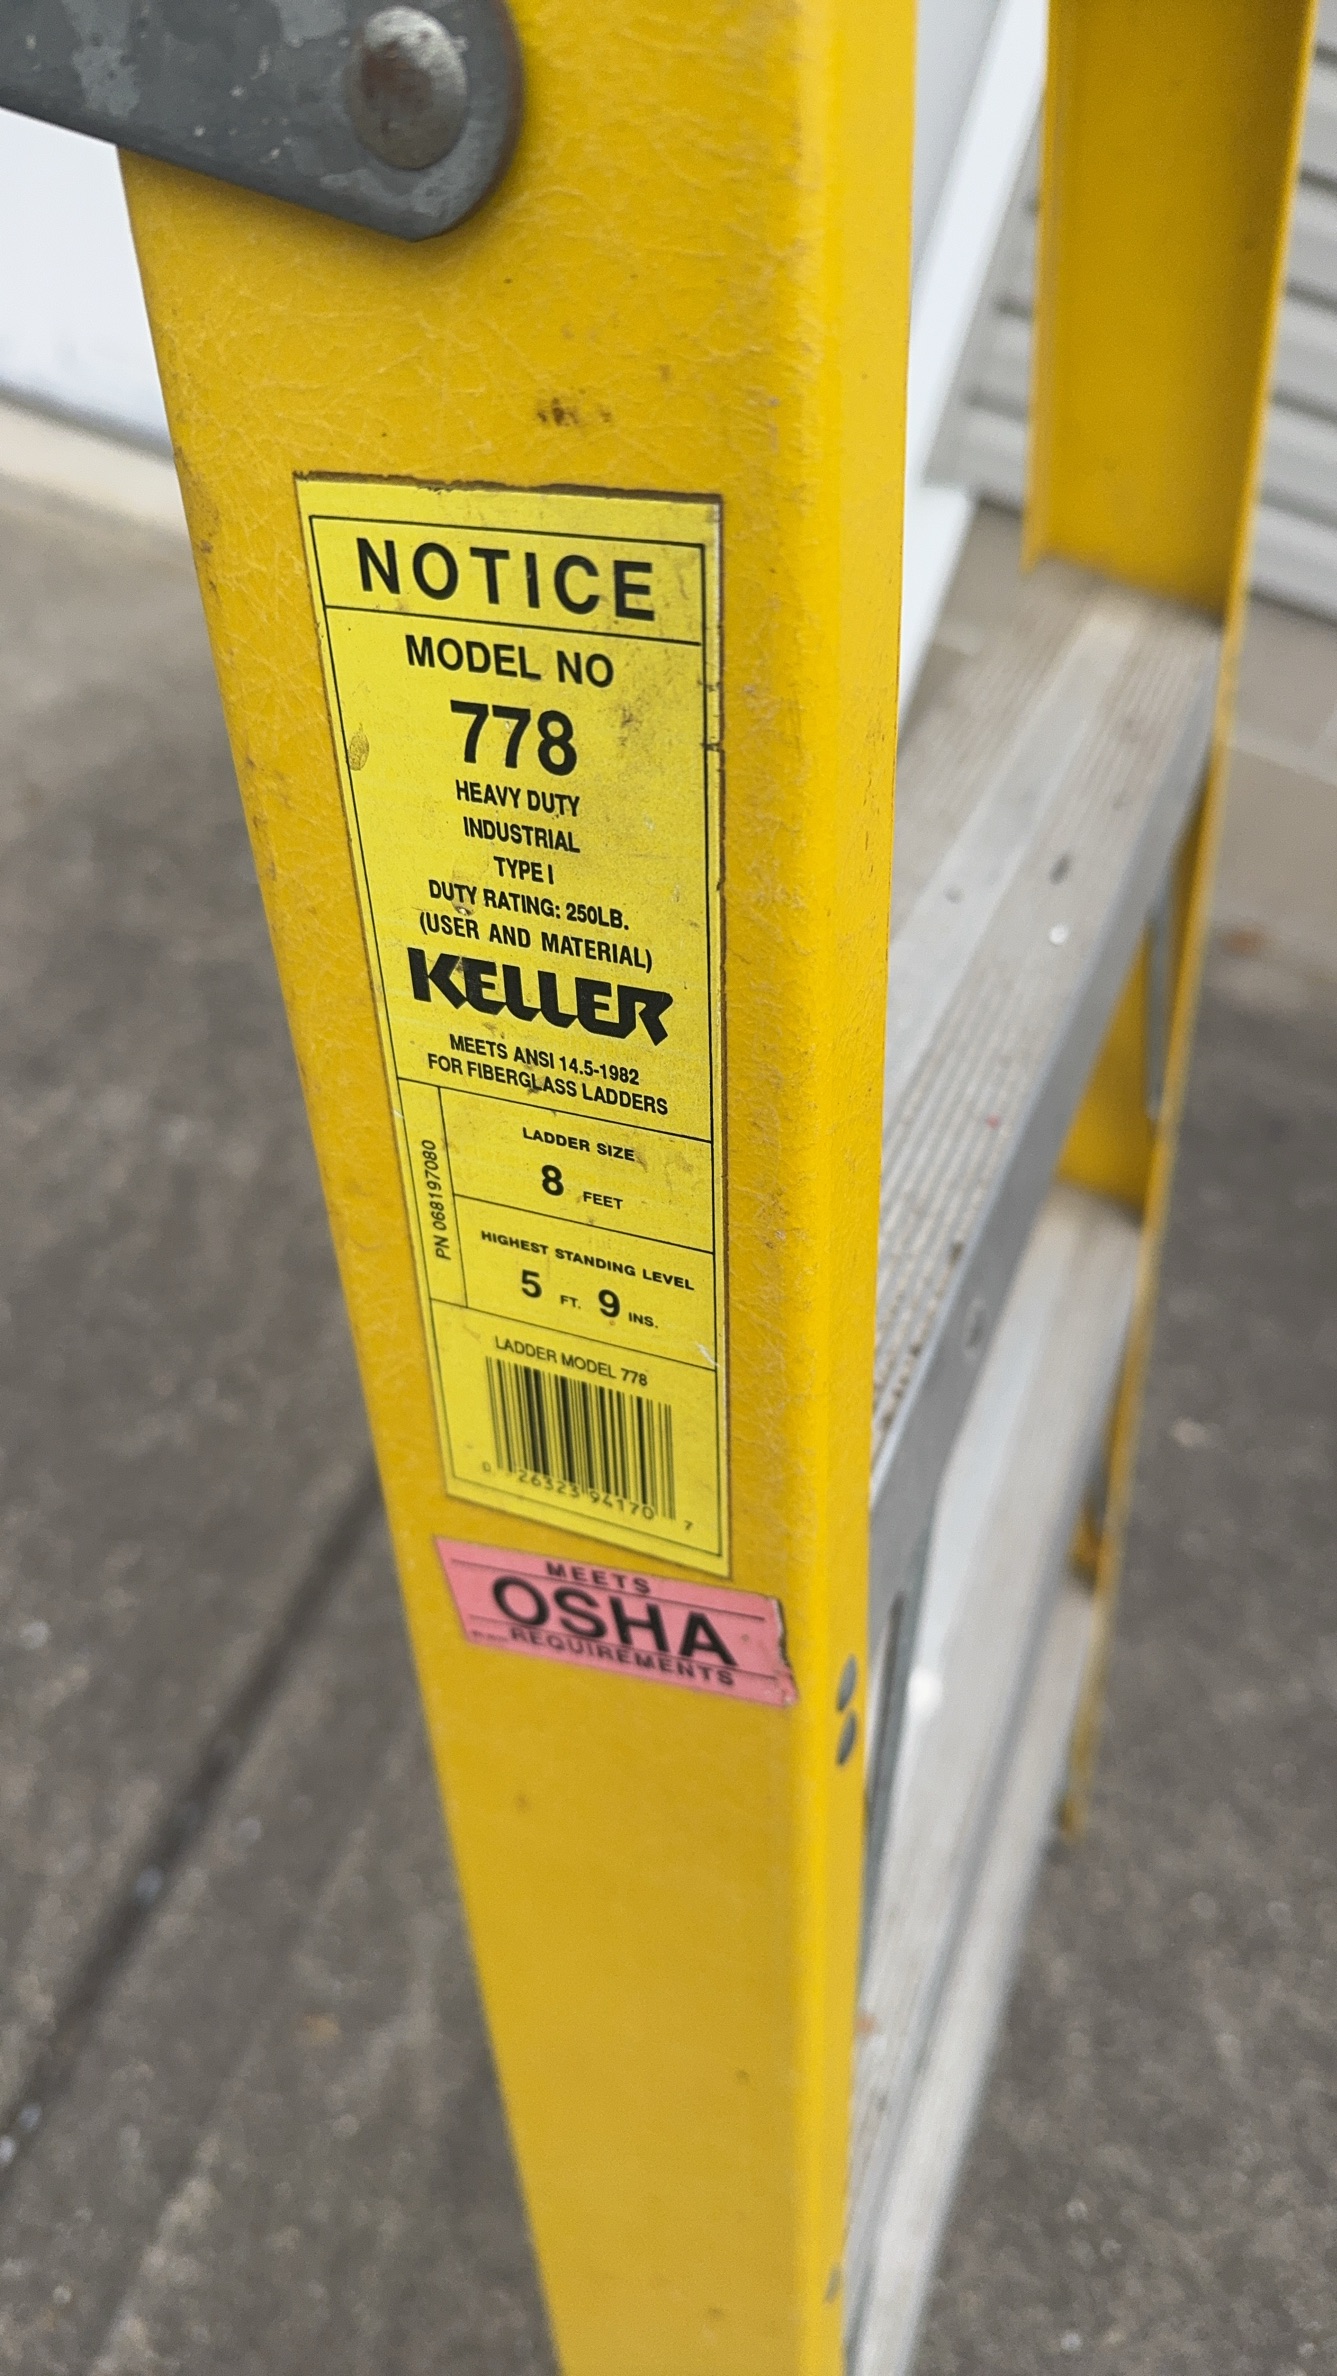 NOTICE
MODEL NO
778
HEAVY DUTY
INDUSTRIAL
TYPE I
DUTY RATING: 250LB.
(USER AND MATERIAL)
KELLER
MEETS ANSI 14.5-1982
FOR FIBERGLASS LADDERS
PN 068197080
LADDER SIZE
8 FEET
HIGHEST STANDING LEVEL
5 FT. 9 INS.
LADDER MODEL 778
0 26323 94170 7
MEETS
OSHA
REQUIREMENTS